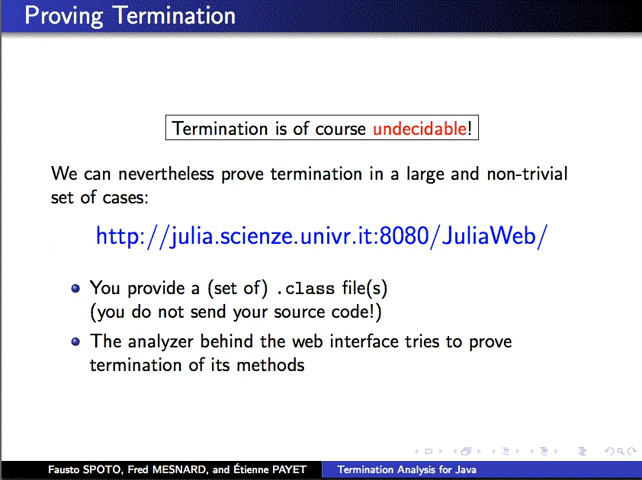 Proving Termination
Termination is of course undecidable!
We can nevertheless prove termination in a large and non-trivial
set of cases:
http://julia.scienze.univr.it:8080/JuliaWeb/
You provide a (set of) .class file(s)
(you do not send your source code!)
The analyzer behind the web interface tries to prove
termination of its methods
Fausto SPOTO, Fred MESNARD, and Étienne PAYET
Termination Analysis for Java